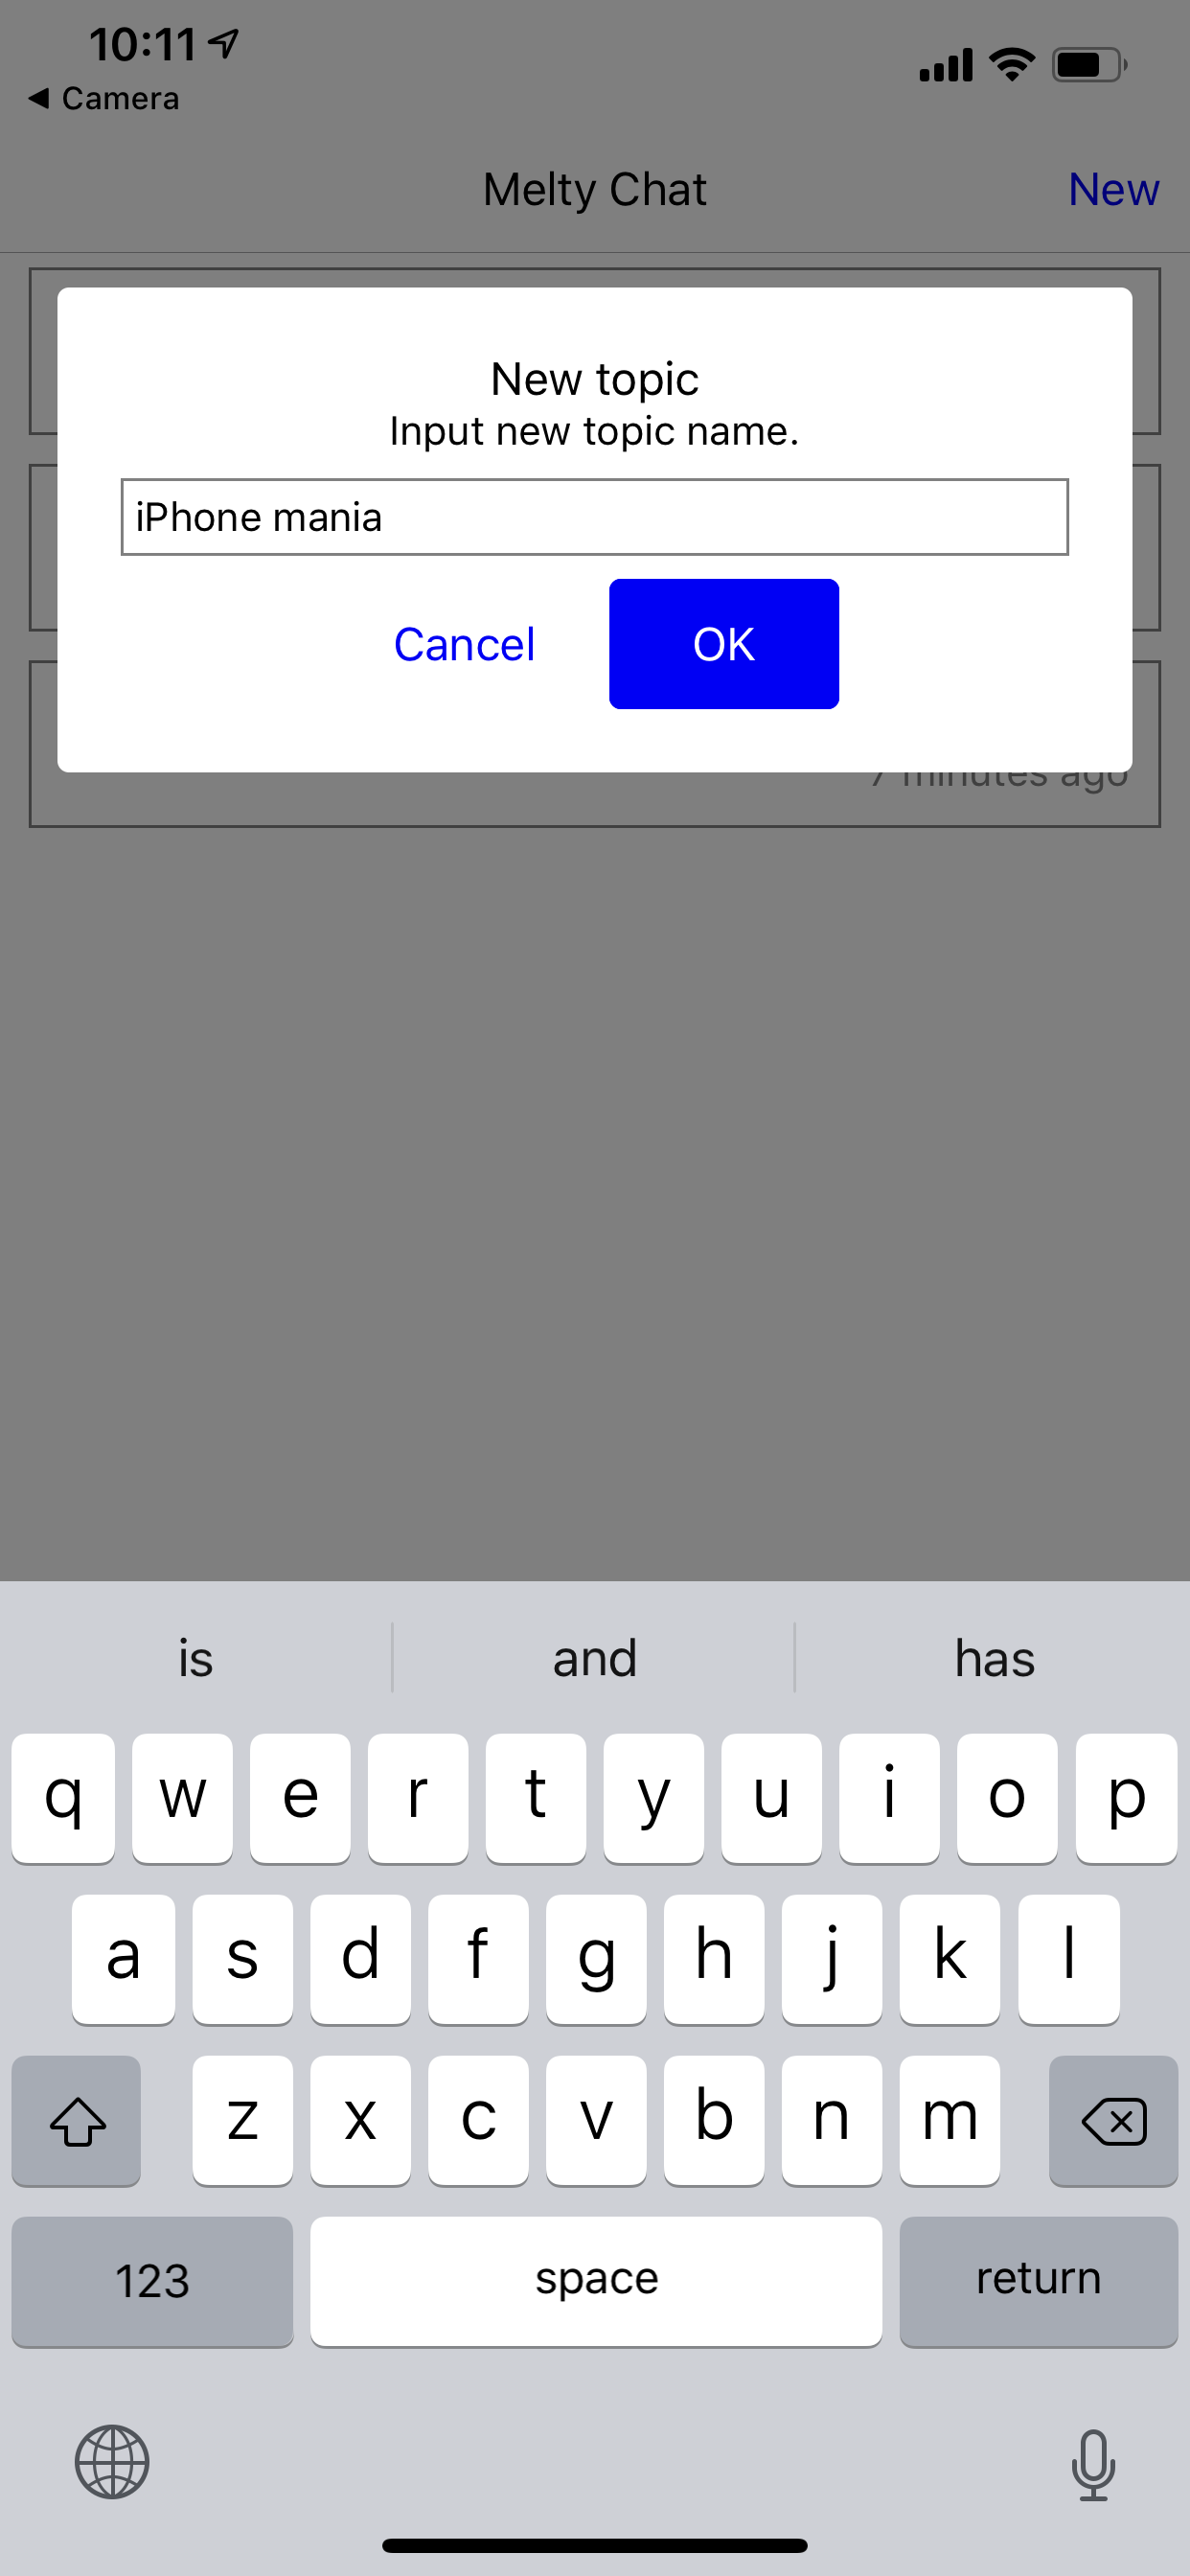 10:11
Camera
Melty Chat
New
New topic
Input new topic name.
iPhone mania
Cancel
OK
7 minutes ago
is and has
q w e r t y u i o p
a s d f g h j k l
z x c v b n m
123 space return